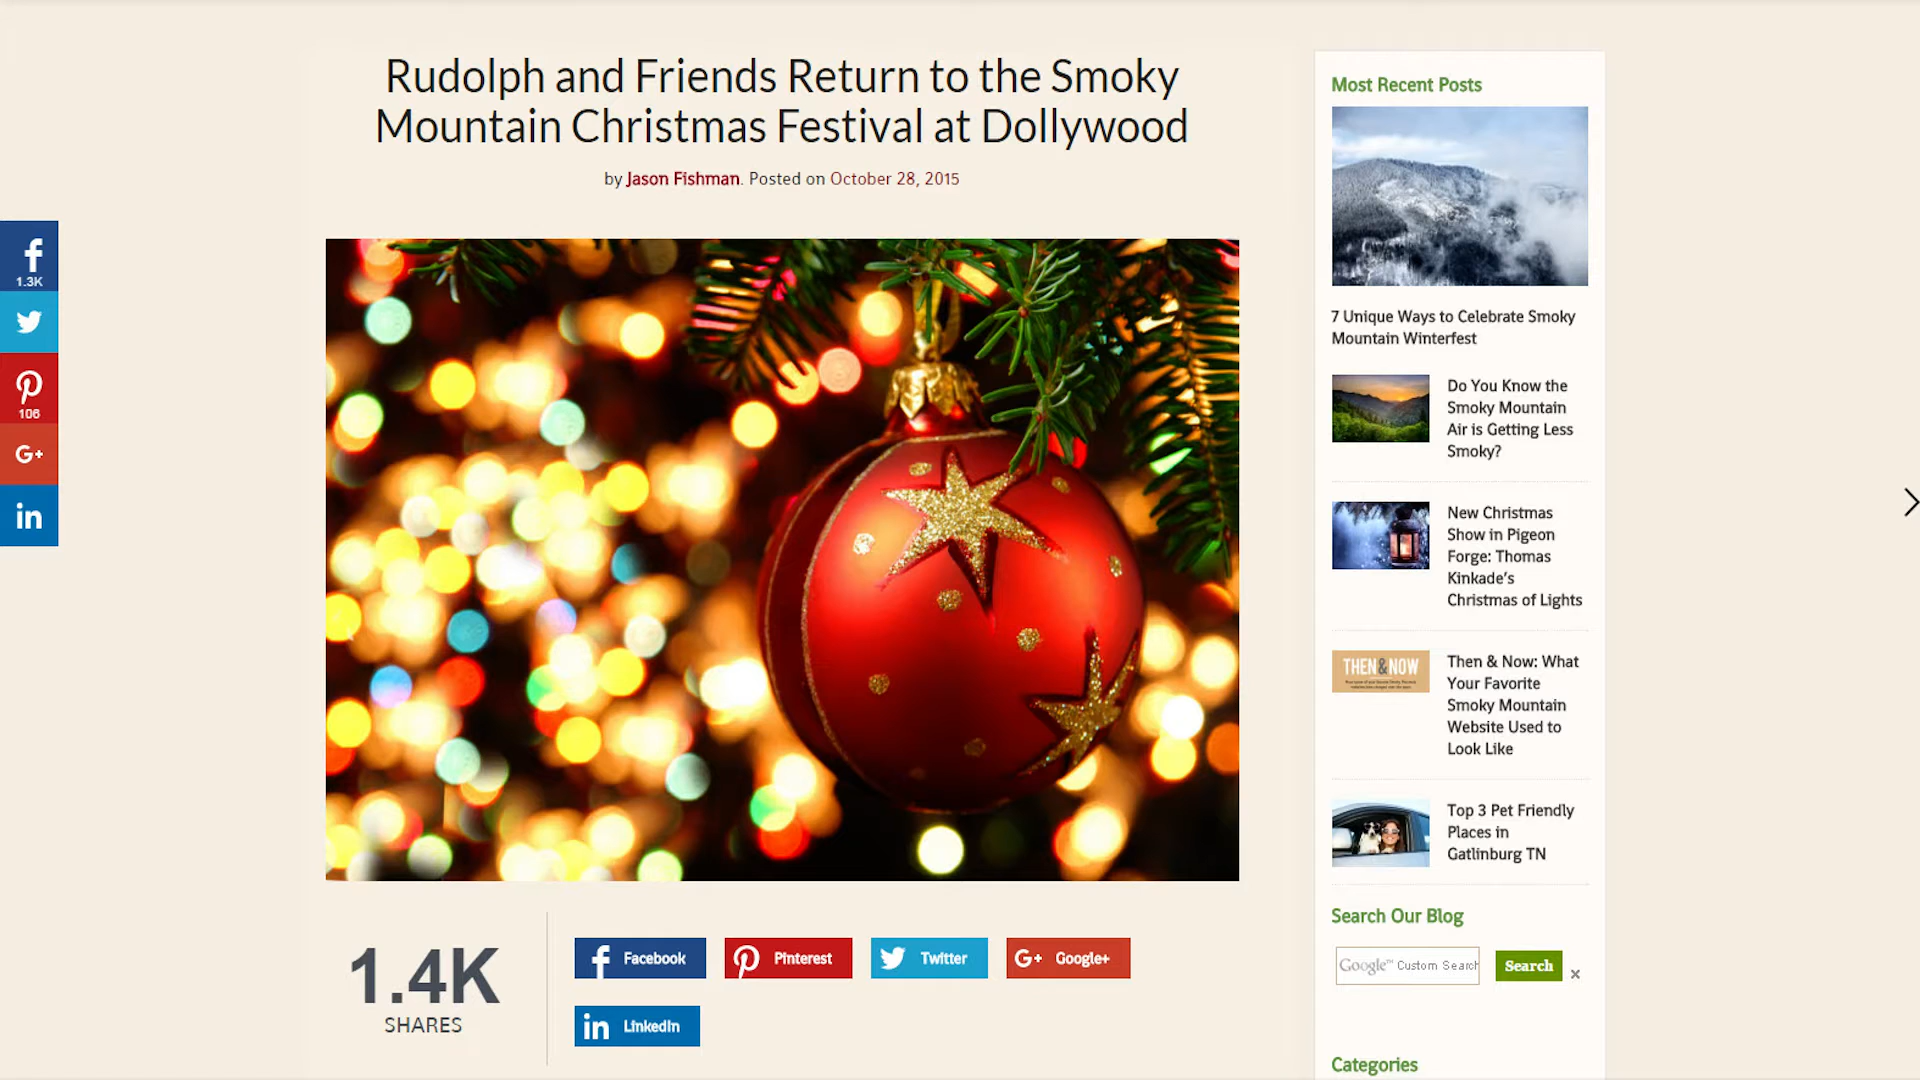 Rudolph and Friends Return to the Smoky
Mountain Christmas Festival at Dollywood
by Jason Fishman. Posted on October 28, 2015
1.3K
106
G+
in
1.4K
SHARES
Facebook
Pinterest
Twitter
G+ Google+
in LinkedIn
Most Recent Posts
7 Unique Ways to Celebrate Smoky
Mountain Winterfest
Do You Know the
Smoky Mountain
Air is Getting Less
Smoky?
New Christmas
Show in Pigeon
Forge: Thomas
Kinkade's
Christmas of Lights
THEN & NOW
Then & Now: What
Your Favorite
Smoky Mountain
Website Used to
Look Like
Top 3 Pet Friendly
Places in
Gatlinburg TN
Search Our Blog
Google™ Custom Search
Search
×
Categories